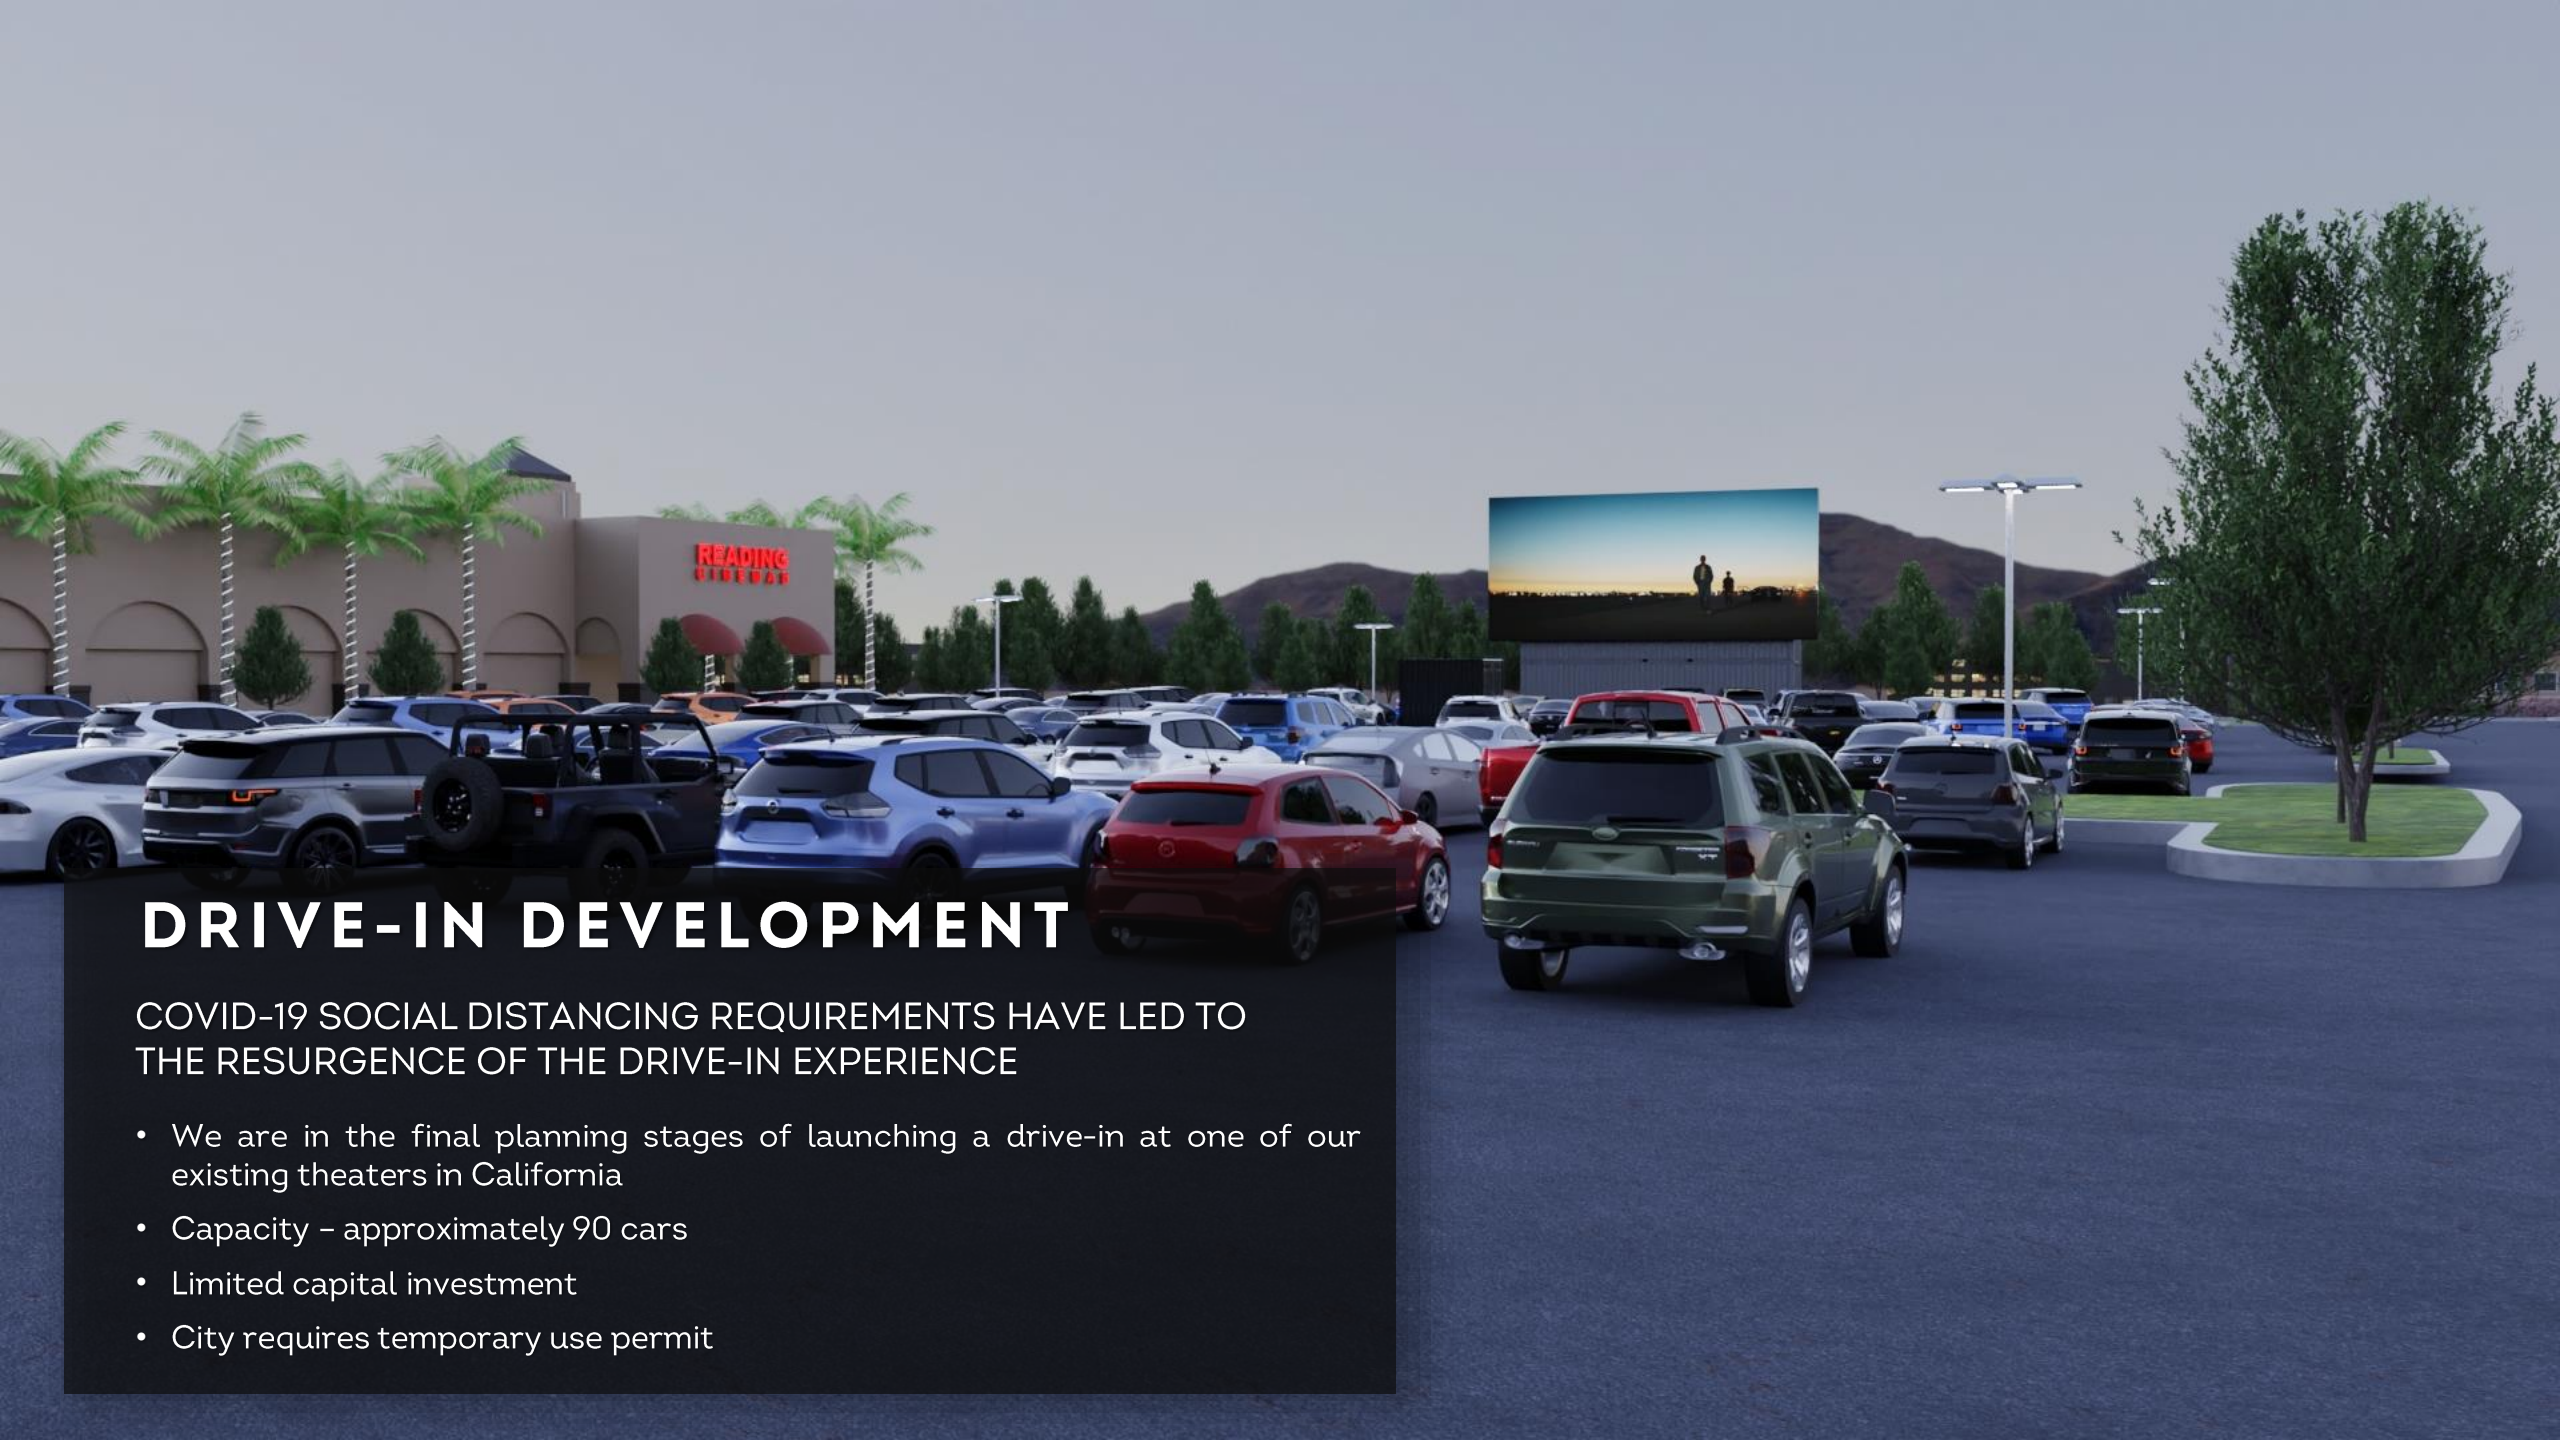 READING
CINEMAS
DRIVE-IN DEVELOPMENT
COVID-19 SOCIAL DISTANCING REQUIREMENTS HAVE LED TO
THE RESURGENCE OF THE DRIVE-IN EXPERIENCE
• We are in the final planning stages of launching a drive-in at one of our
existing theaters in California
• Capacity – approximately 90 cars
• Limited capital investment
• City requires temporary use permit